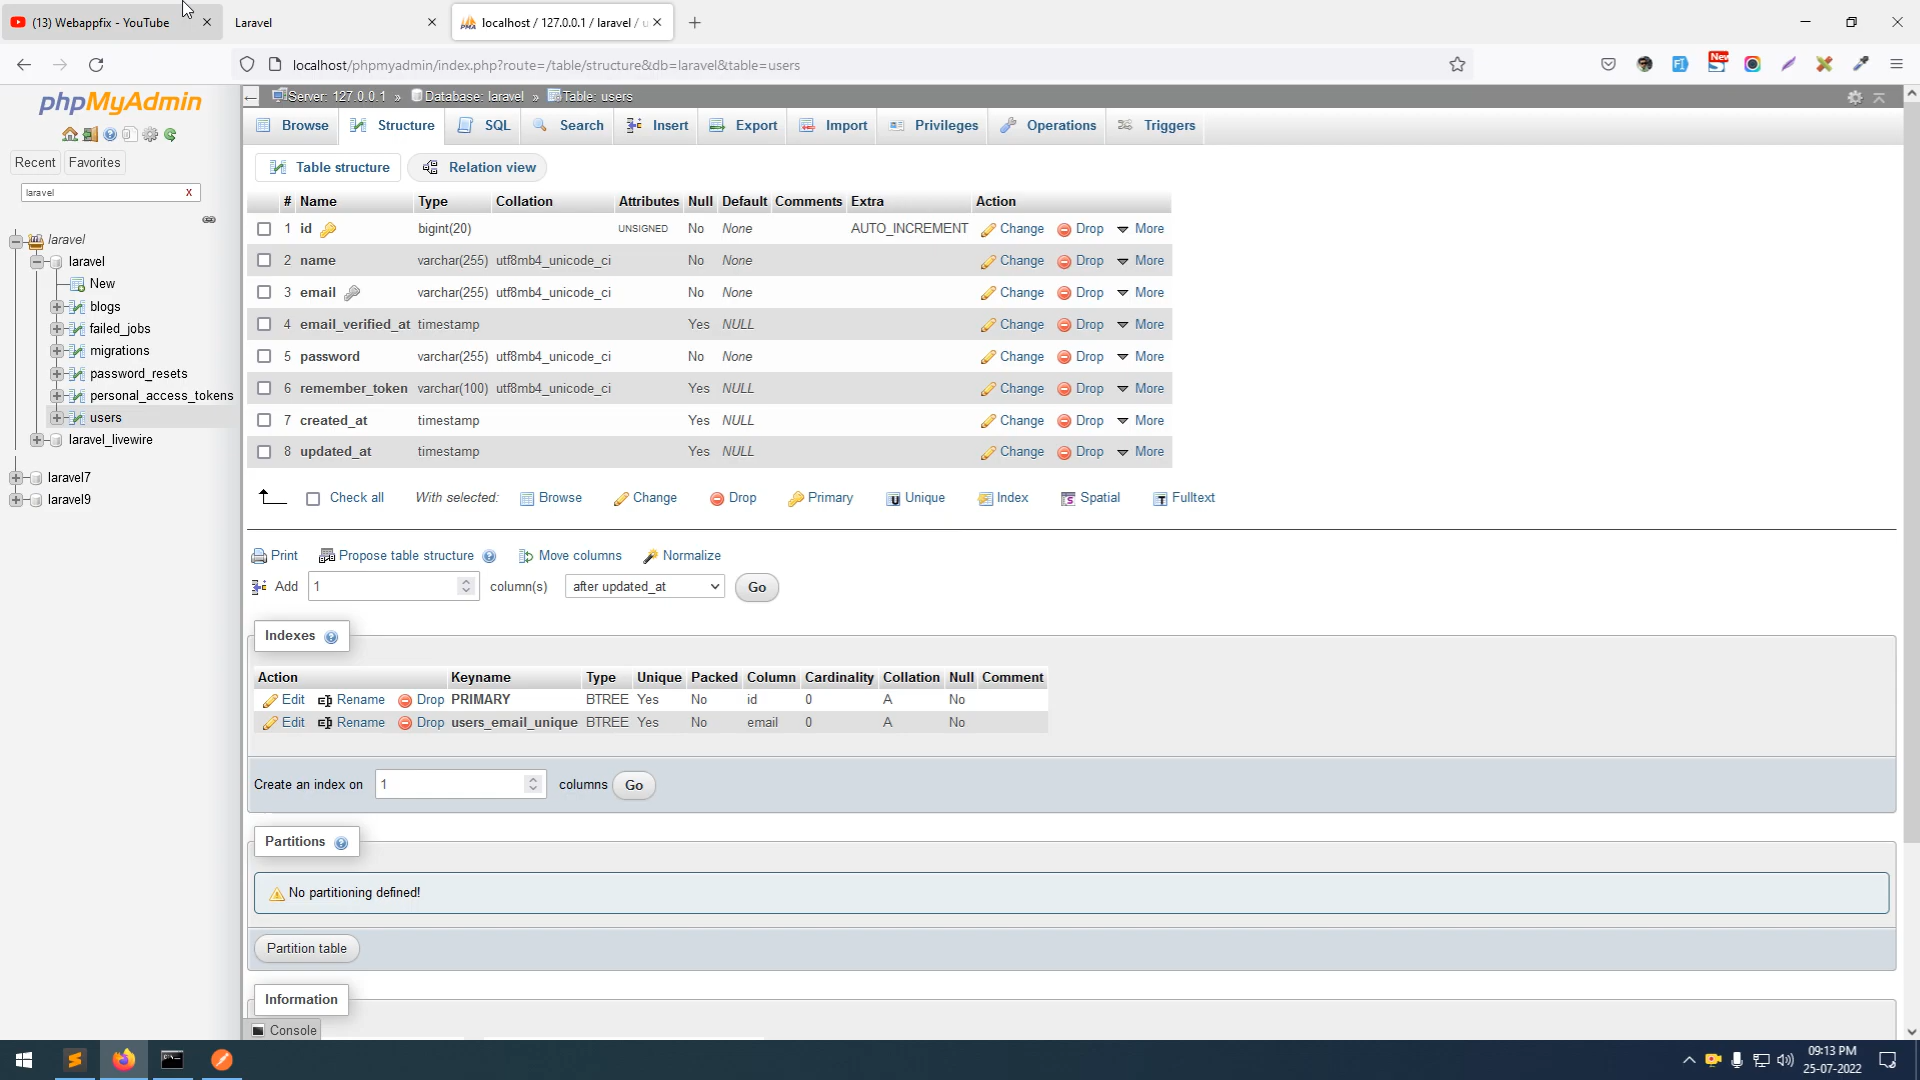 (13) Webappfix - YouTube
Laravel
localhost / 127.0.0.1 / laravel / u
localhost/phpmyadmin/index.php?route=/table/structure&db=laravel&table=users
New
phpMyAdmin
Recent Favorites
laravel X
laravel
laravel
New
blogs
failed_jobs
migrations
password_resets
personal_access_tokens
users
laravel_livewire
laravel7
laravel9
Server: 127.0.0.1 » Database: laravel » Table: users
Browse Structure SQL Search Insert Export Import Privileges Operations Triggers
Table structure Relation view
# Name Type Collation Attributes Null Default Comments Extra Action
1 id bigint(20) UNSIGNED No None AUTO_INCREMENT Change Drop More
2 name varchar(255) utf8mb4_unicode_ci No None Change Drop More
3 email varchar(255) utf8mb4_unicode_ci No None Change Drop More
4 email_verified_at timestamp Yes NULL Change Drop More
5 password varchar(255) utf8mb4_unicode_ci No None Change Drop More
6 remember_token varchar(100) utf8mb4_unicode_ci Yes NULL Change Drop More
7 created_at timestamp Yes NULL Change Drop More
8 updated_at timestamp Yes NULL Change Drop More
Check all With selected: Browse Change Drop Primary Unique Index Spatial Fulltext
Print Propose table structure Move columns Normalize
Add 1 column(s) after updated_at Go
Indexes
Action Keyname Type Unique Packed Column Cardinality Collation Null Comment
Edit Rename Drop PRIMARY BTREE Yes No id 0 A No
Edit Rename Drop users_email_unique BTREE Yes No email 0 A No
Create an index on 1 columns Go
Partitions
No partitioning defined!
Partition table
Information
Console
09:13 PM
25-07-2022